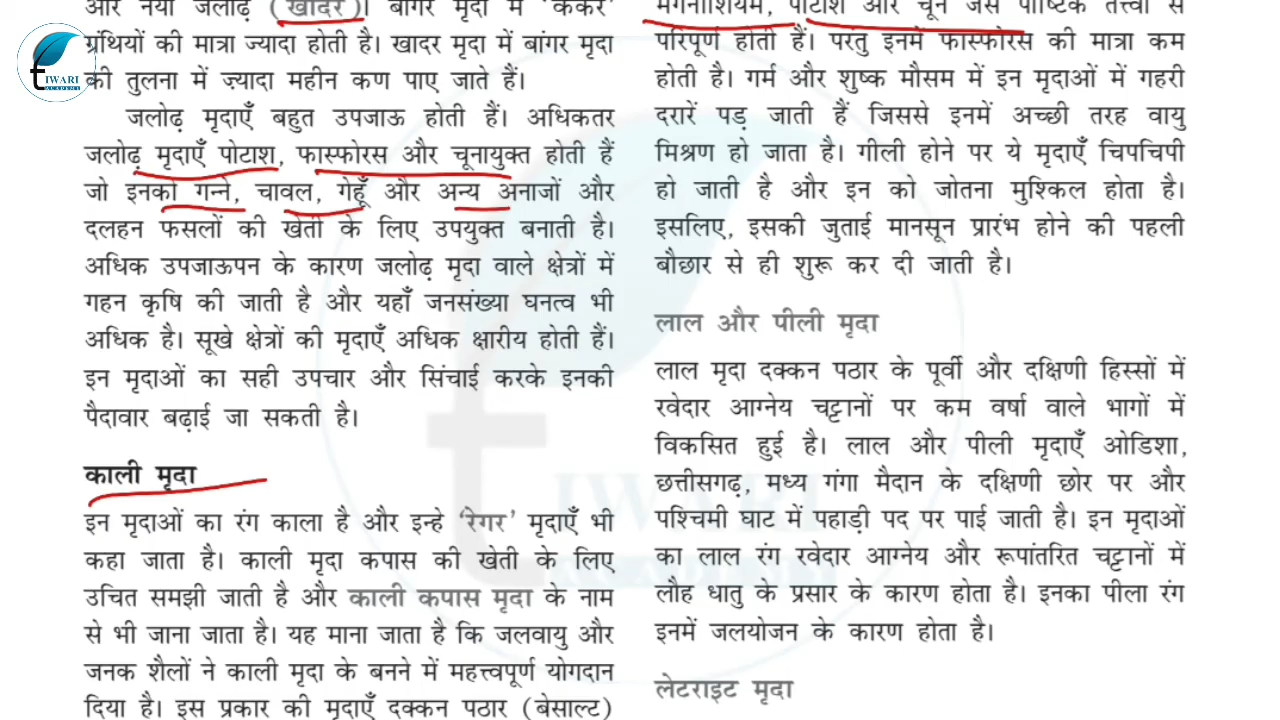 और नया जलोढ़ (खादर)। बांगर मृदा में 'कंकर'
ग्रंथियों की मात्रा ज्यादा होती है। खादर मृदा में बांगर मृदा
की तुलना में ज़्यादा महीन कण पाए जाते हैं।
जलोढ़ मृदाएँ बहुत उपजाऊ होती हैं। अधिकतर
जलोढ़ मृदाएँ पोटाश, फास्फोरस और चूनायुक्त होती हैं
जो इनको गन्ने, चावल, गेहूँ और अन्य अनाजों और
दलहन फसलों की खेती के लिए उपयुक्त बनाती है।
अधिक उपजाऊपन के कारण जलोढ़ मृदा वाले क्षेत्रों में
गहन कृषि की जाती है और यहाँ जनसंख्या घनत्व भी
अधिक है। सूखे क्षेत्रों की मृदाएँ अधिक क्षारीय होती हैं।
इन मृदाओं का सही उपचार और सिंचाई करके इनकी
पैदावार बढ़ाई जा सकती है।
काली मृदा
इन मृदाओं का रंग काला है और इन्हे 'रेगर' मृदाएँ भी
कहा जाता है। काली मृदा कपास की खेती के लिए
उचित समझी जाती है और काली कपास मृदा के नाम
से भी जाना जाता है। यह माना जाता है कि जलवायु और
जनक शैलों ने काली मृदा के बनने में महत्त्वपूर्ण योगदान
दिया है। इस प्रकार की मृदाएँ दक्कन पठार (बेसाल्ट)
मैगनीशियम, पोटाश और चूने जैसे पौष्टिक तत्त्वों से
परिपूर्ण होती हैं। परंतु इनमें फास्फोरस की मात्रा कम
होती है। गर्म और शुष्क मौसम में इन मृदाओं में गहरी
दरारें पड़ जाती हैं जिससे इनमें अच्छी तरह वायु
मिश्रण हो जाता है। गीली होने पर ये मृदाएँ चिपचिपी
हो जाती है और इन को जोतना मुश्किल होता है।
इसलिए, इसकी जुताई मानसून प्रारंभ होने की पहली
बौछार से ही शुरू कर दी जाती है।
लाल और पीली मृदा
लाल मृदा दक्कन पठार के पूर्वी और दक्षिणी हिस्सों में
रवेदार आग्नेय चट्टानों पर कम वर्षा वाले भागों में
विकसित हुई है। लाल और पीली मृदाएँ ओडिशा,
छत्तीसगढ़, मध्य गंगा मैदान के दक्षिणी छोर पर और
पश्चिमी घाट में पहाड़ी पद पर पाई जाती है। इन मृदाओं
का लाल रंग रवेदार आग्नेय और रूपांतरित चट्टानों में
लौह धातु के प्रसार के कारण होता है। इनका पीला रंग
इनमें जलयोजन के कारण होता है।
लेटराइट मृदा
TIWARI
ACADEMY
TIWARI
ACADEMY